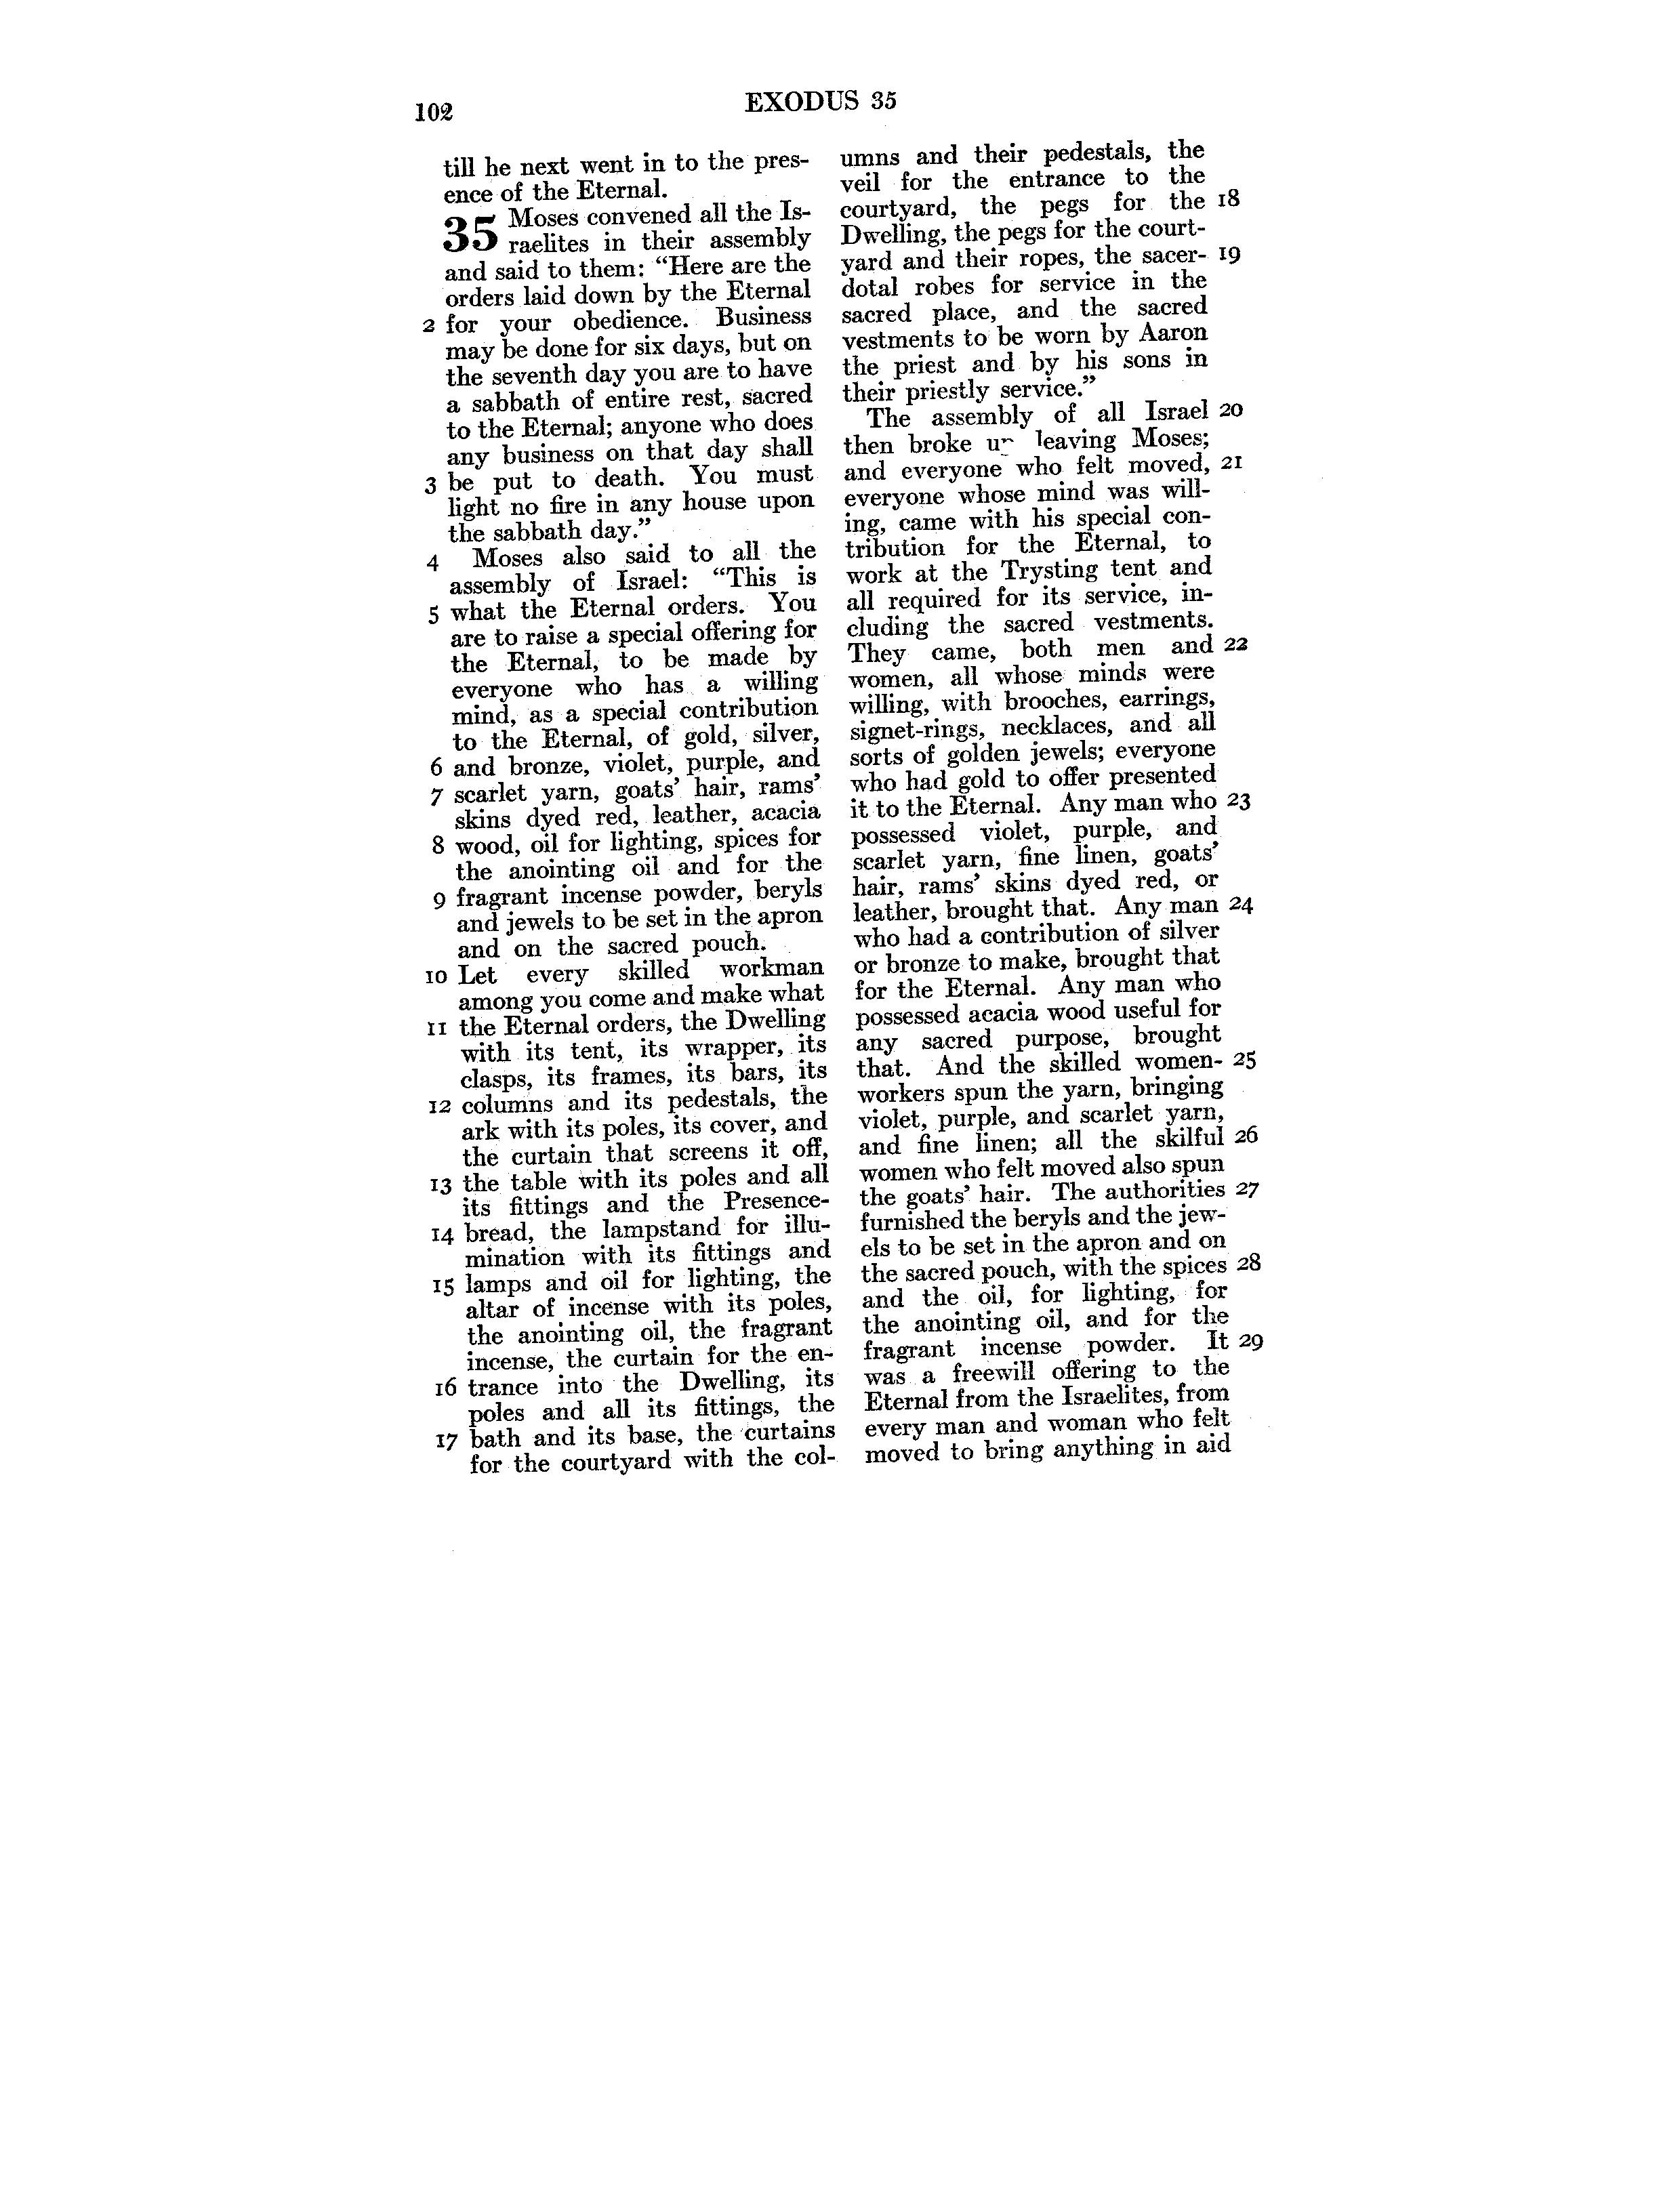 102
EXODUS 35
till he next went in to the pres-
ence of the Eternal.
35 Moses convened all the Is-
raelites in their assembly
and said to them: “Here are the
orders laid down by the Eternal
2 for your obedience. Business
may be done for six days, but on
the seventh day you are to have
a sabbath of entire rest, sacred
to the Eternal; anyone who does
any business on that day shall
3 be put to death. You must
light no fire in any house upon
the sabbath day.”
4 Moses also said to all the
assembly of Israel: “This is
5 what the Eternal orders. You
are to raise a special offering for
the Eternal, to be made by
everyone who has a willing
mind, as a special contribution
to the Eternal, of gold, silver,
6 and bronze, violet, purple, and
7 scarlet yarn, goats’ hair, rams’
skins dyed red, leather, acacia
8 wood, oil for lighting, spices for
the anointing oil and for the
9 fragrant incense powder, beryls
and jewels to be set in the apron
and on the sacred pouch.
10 Let every skilled workman
among you come and make what
11 the Eternal orders, the Dwelling
with its tent, its wrapper, its
clasps, its frames, its bars, its
12 columns and its pedestals, the
ark with its poles, its cover, and
the curtain that screens it off,
13 the table with its poles and all
its fittings and the Presence-
14 bread, the lampstand for illu-
mination with its fittings and
15 lamps and oil for lighting, the
altar of incense with its poles,
the anointing oil, the fragrant
incense, the curtain for the en-
16 trance into the Dwelling, its
poles and all its fittings, the
17 bath and its base, the curtains
for the courtyard with the col-
umns and their pedestals, the
veil for the entrance to the
courtyard, the pegs for the 18
Dwelling, the pegs for the court-
yard and their ropes, the sacer- 19
dotal robes for service in the
sacred place, and the sacred
vestments to be worn by Aaron
the priest and by his sons in
their priestly service.”
The assembly of all Israel 20
then broke leaving Moses;
and everyone who felt moved, 21
everyone whose mind was will-
ing, came with his special con-
tribution for the Eternal, to
work at the Trysting tent and
all required for its service, in-
cluding the sacred vestments.
They came, both men and 22
women, all whose minds were
willing, with brooches, earrings,
signet-rings, necklaces, and all
sorts of golden jewels; everyone
who had gold to offer presented
it to the Eternal. Any man who 23
possessed violet, purple, and
scarlet yarn, fine linen, goats’
hair, rams’ skins dyed red, or
leather, brought that. Any man 24
who had a contribution of silver
or bronze to make, brought that
for the Eternal. Any man who
possessed acacia wood useful for
any sacred purpose, brought
that. And the skilled women- 25
workers spun the yarn, bringing
violet, purple, and scarlet yarn,
and fine linen; all the skilful 26
women who felt moved also spun
the goats’ hair. The authorities 27
furnished the beryls and the jew-
els to be set in the apron and on
the sacred pouch, with the spices 28
and the oil, for lighting, for
the anointing oil, and for the
fragrant incense powder. It 29
was a freewill offering to the
Eternal from the Israelites, from
every man and woman who felt
moved to bring anything in aid